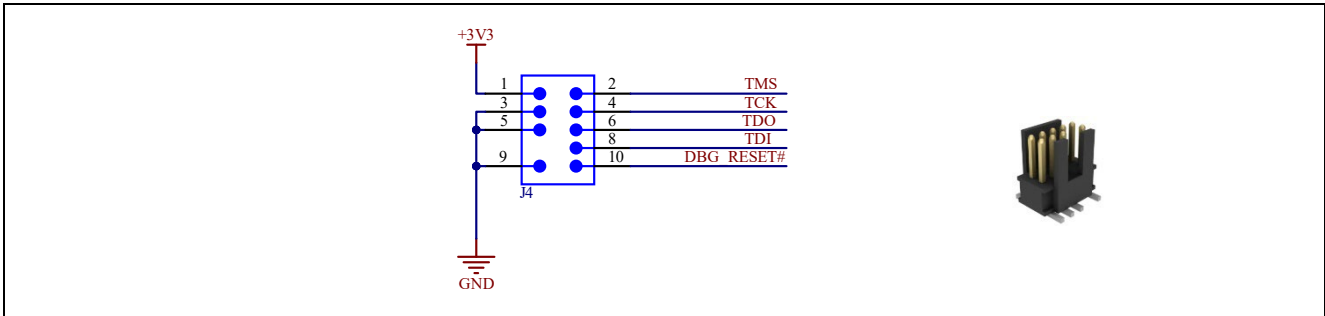 +3V3
1 2 TMS
3 4 TCK
5 6 TDO
8 TDI
9 10 DBG_RESET#
J4
GND